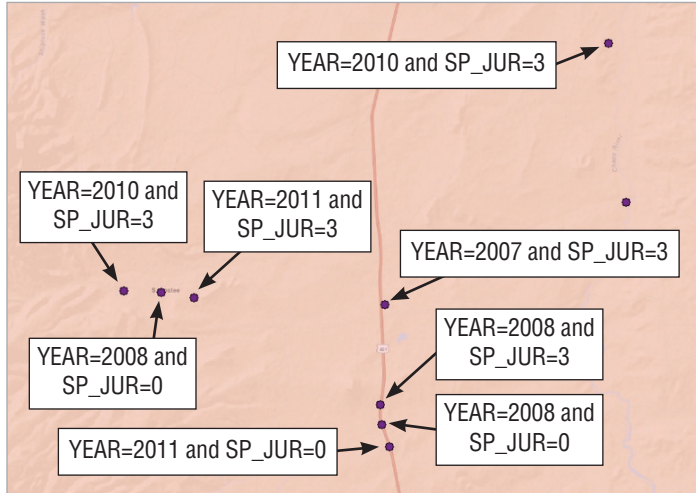 YEAR=2010 and SP_JUR=3
YEAR=2010 and
SP_JUR=3
YEAR=2011 and
SP_JUR=3
YEAR=2007 and SP_JUR=3
YEAR=2008 and
SP_JUR=3
YEAR=2008 and
SP_JUR=0
YEAR=2008 and
SP_JUR=0
YEAR=2011 and SP_JUR=0